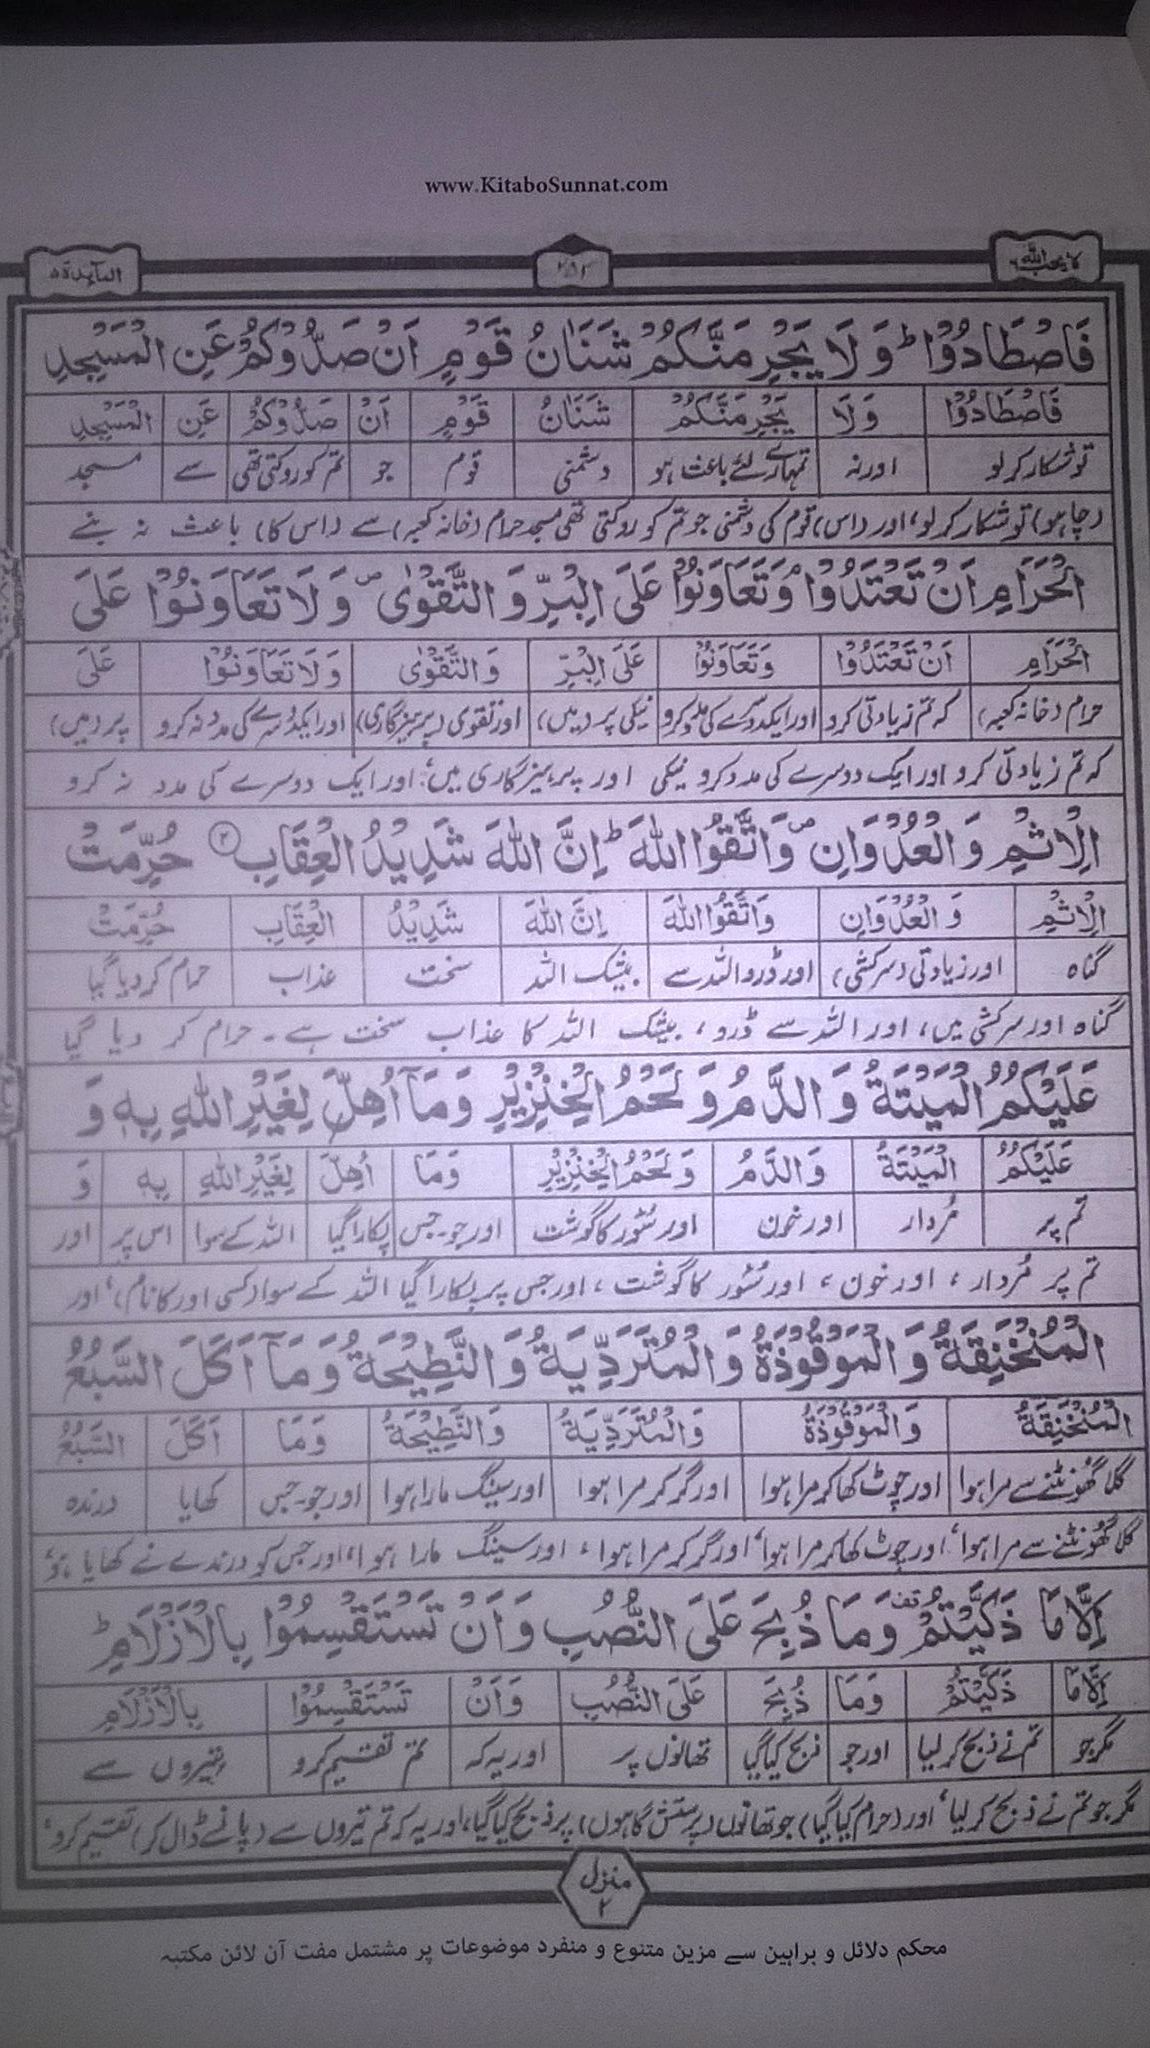 www.KitaboSunnat.com
لا يحب الله ٦
٢٥٢
المآئدة ٥
فَاصْطَادُوْا ؕ وَ لَا يَجْرِمَنَّكُمْ شَنَاٰنُ قَوْمٍ اَنْ صَدُّوْكُمْ عَنِ الْمَسْجِدِ
فَاصْطَادُوْا وَلَا يَجْرِمَنَّكُمْ شَنَاٰنُ قَوْمٍ اَنْ صَدُّوْكُمْ عَنِ الْمَسْجِدِ
تو شکار کر لو اور نہ تمہارے لئے باعث ہو دشمنی قوم جو تم کو روکتی تھی سے مسجد
(چاہو) تو شکار کر لو، اور (اس) قوم کی دشمنی جو تم کو روکتی تھی مسجد حرام (خانہ کعبہ) سے (اس کا) باعث نہ بنے
الْحَرَامِ اَنْ تَعْتَدُوْا ۘ وَتَعَاوَنُوْا عَلَى الْبِرِّ وَ التَّقْوٰى ۪ وَ لَا تَعَاوَنُوْا عَلَى
الْحَرَامِ اَنْ تَعْتَدُوْا وَتَعَاوَنُوْا عَلَى الْبِرِّ وَ التَّقْوٰى وَ لَا تَعَاوَنُوْا عَلَى
حرام (خانہ کعبہ) کہ تم زیادتی کرو اور ایک دوسرے کی مدد کرو نیکی پر (میں) اور تقوی (پرہیزگاری) اور ایک دوسرے کی مدد نہ کرو پر (میں)
کہ تم زیادتی کرو اور ایک دوسرے کی مدد کرو نیکی اور پرہیزگاری میں، اور ایک دوسرے کی مدد نہ کرو
الْاِثْمِ وَ الْعُدْوَانِ ۪ وَاتَّقُوا اللّٰهَ ؕ اِنَّ اللّٰهَ شَدِيْدُ الْعِقَابِ ۝٢ حُرِّمَتْ
الْاِثْمِ وَ الْعُدْوَانِ وَاتَّقُوا اللّٰهَ اِنَّ اللّٰهَ شَدِيْدُ الْعِقَابِ حُرِّمَتْ
گناہ اور زیادتی (سرکشی) اور ڈرو اللہ سے بیشک اللہ سخت عذاب حرام کر دیا گیا
گناہ اور سرکشی میں، اور اللہ سے ڈرو، بیشک اللہ کا عذاب سخت ہے۔ حرام کر دیا گیا
عَلَيْكُمُ الْمَيْتَةُ وَ الدَّمُ وَ لَحْمُ الْخِنْزِيْرِ وَ مَاۤ اُهِلَّ لِغَيْرِ اللّٰهِ بِهٖ وَ
عَلَيْكُمُ الْمَيْتَةُ وَ الدَّمُ وَ لَحْمُ الْخِنْزِيْرِ وَمَا اُهِلَّ لِغَيْرِ اللّٰهِ بِهٖ وَ
تم پر مُردار اور خون اور سُور کا گوشت اور جو۔جس پکارا گیا اللہ کے سوا اس پر اور
تم پر مُردار، اور خون، اور سُور کا گوشت، اور جس پر پکارا گیا اللہ کے سوا (کسی اور کا نام)، اور
الْمُنْخَنِقَةُ وَ الْمَوْقُوْذَةُ وَ الْمُتَرَدِّيَةُ وَ النَّطِيْحَةُ وَ مَاۤ اَكَلَ السَّبُعُ
الْمُنْخَنِقَةُ وَ الْمَوْقُوْذَةُ وَ الْمُتَرَدِّيَةُ وَ النَّطِيْحَةُ وَمَا اَكَلَ السَّبُعُ
گلا گھونٹنے سے مرا ہوا اور چوٹ کھا کر مرا ہوا اور گر کر مرا ہوا اور سینگ مارا ہوا اور جو۔جس کھایا درندہ
گلا گھونٹنے سے مرا ہوا، اور چوٹ کھا کر مرا ہوا، اور گر کر مرا ہوا، اور سینگ مارا ہوا، اور جس کو درندے نے کھایا ہو،
اِلَّا مَا ذَكَّيْتُمْ قف وَ مَا ذُبِحَ عَلَى النُّصُبِ وَ اَنْ تَسْتَقْسِمُوْا بِالْاَزْلَامِ ؕ
اِلَّا مَا ذَكَّيْتُمْ وَمَا ذُبِحَ عَلَى النُّصُبِ وَ اَنْ تَسْتَقْسِمُوْا بِالْاَزْلَامِ
مگر جو تم نے ذبح کر لیا اور جو ذبح کیا گیا تھانوں پر اور یہ کہ تم تقسیم کرو تیروں سے
مگر جو تم نے ذبح کر لیا، اور (حرام کیا گیا) جو تھانوں (پرستش گاہوں) پر ذبح کیا گیا، اور یہ کہ تم تیروں سے (پانسے ڈال کر) تقسیم کرو،
منزل ٢
محکم دلائل و براہین سے مزین متنوع و منفرد موضوعات پر مشتمل مفت آن لائن مکتبہ